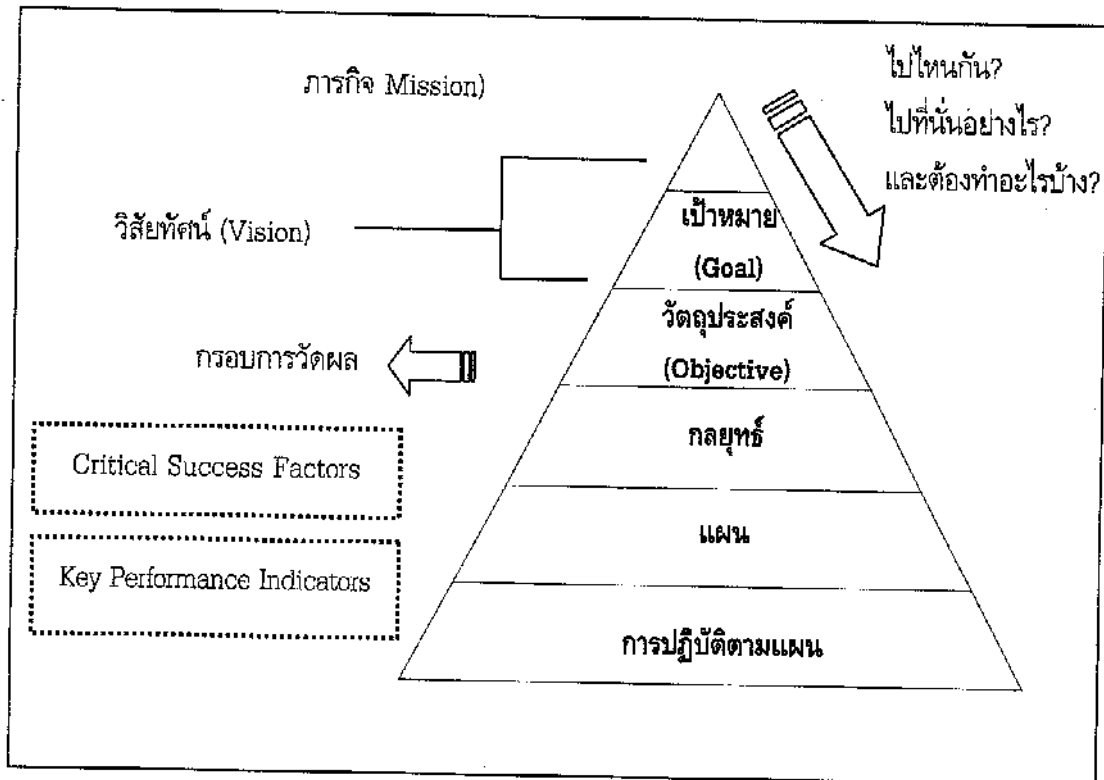 ภารกิจ Mission)
ไปไหนกัน?
ไปที่นั่นอย่างไร?
และต้องทำอะไรบ้าง?
วิสัยทัศน์ (Vision)
เป้าหมาย
(Goal)
วัตถุประสงค์
(Objective)
กรอบการวัดผล
กลยุทธ์
Critical Success Factors
แผน
Key Performance Indicators
การปฏิบัติตามแผน